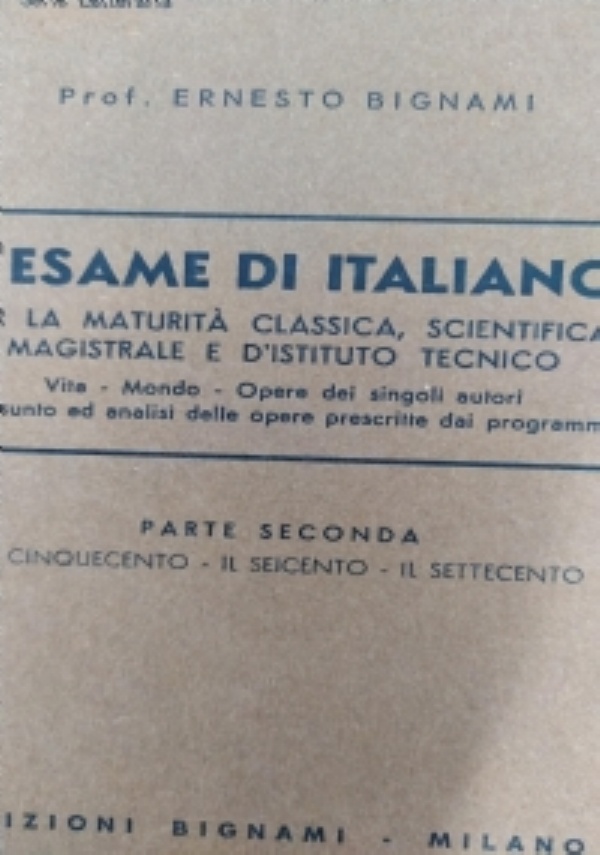 Prof. ERNESTO BIGNAMI
'ESAME DI ITALIANO
R LA MATURITÀ CLASSICA, SCIENTIFICA
MAGISTRALE E D'ISTITUTO TECNICO
Vita - Mondo - Opere dei singoli autori
sunto ed analisi delle opere prescritte dai programm
PARTE SECONDA
CINQUECENTO - IL SEICENTO - IL SETTECENTO
IZIONI BIGNAMI - MILANO